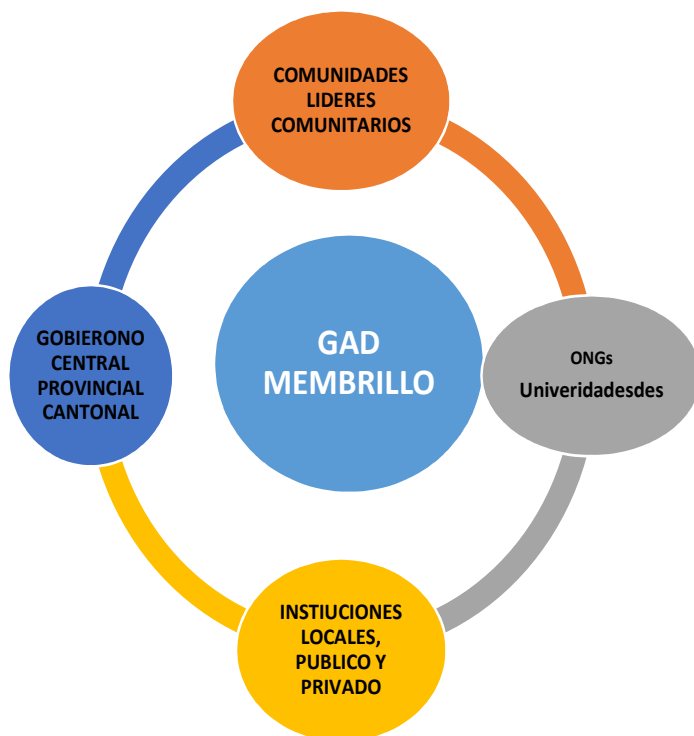 COMUNIDADES
LIDERES
COMUNITARIOS
GOBIERONO
CENTRAL
PROVINCIAL
CANTONAL
GAD
MEMBRILLO
ONGs
Univeridadesdes
INSTIUCIONES
LOCALES,
PUBLICO Y
PRIVADO